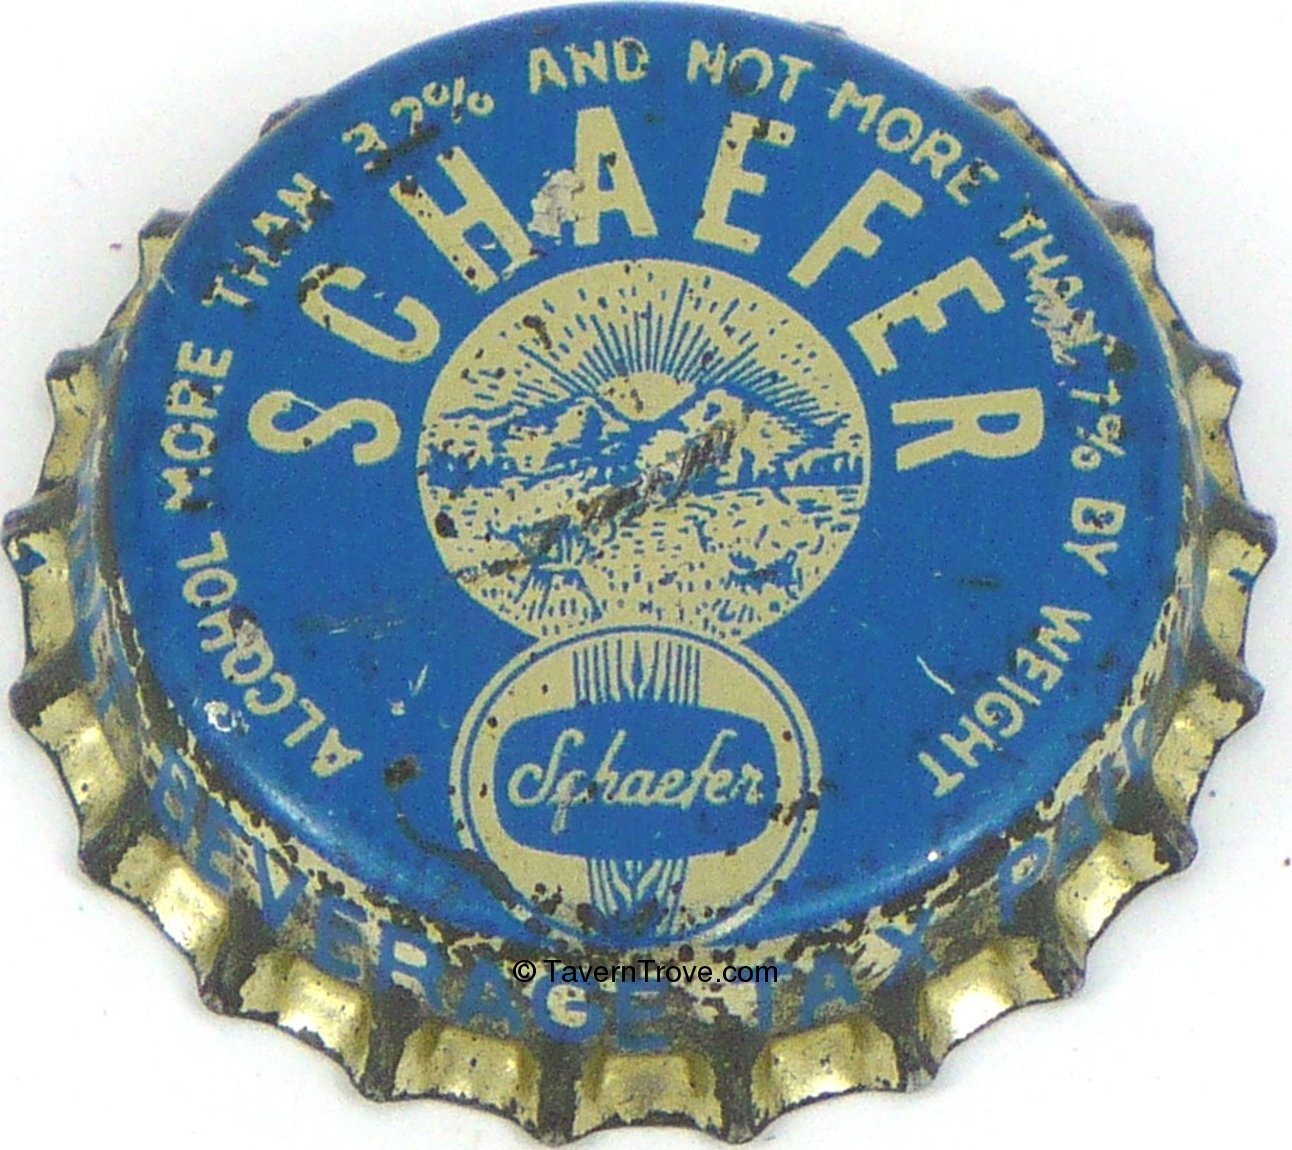 ALCOHOL MORE THAN 3.2% AND NOT MORE THAN 7% BY WEIGHT
SCHAEFER
Schaefer
BEVERAGE TAX PAID
© TavernTrove.com